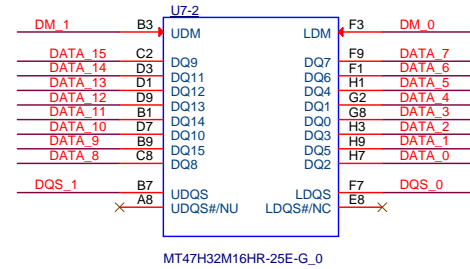 U7-2
DM_1 B3 UDM LDM F3 DM_0
DATA_15 C2 DQ9 DQ7 F9 DATA_7
DATA_14 D3 DQ11 DQ6 F1 DATA_6
DATA_13 D1 DQ12 DQ4 H1 DATA_5
DATA_12 D9 DQ13 DQ1 G2 DATA_4
DATA_11 B1 DQ14 DQ0 G8 DATA_3
DATA_10 D7 DQ10 DQ3 H3 DATA_2
DATA_9 B9 DQ15 DQ5 H9 DATA_1
DATA_8 C8 DQ8 DQ2 H7 DATA_0
DQS_1 B7 UDQS LDQS F7 DQS_0
A8 UDQS#/NU LDQS#/NC E8
MT47H32M16HR-25E-G_0